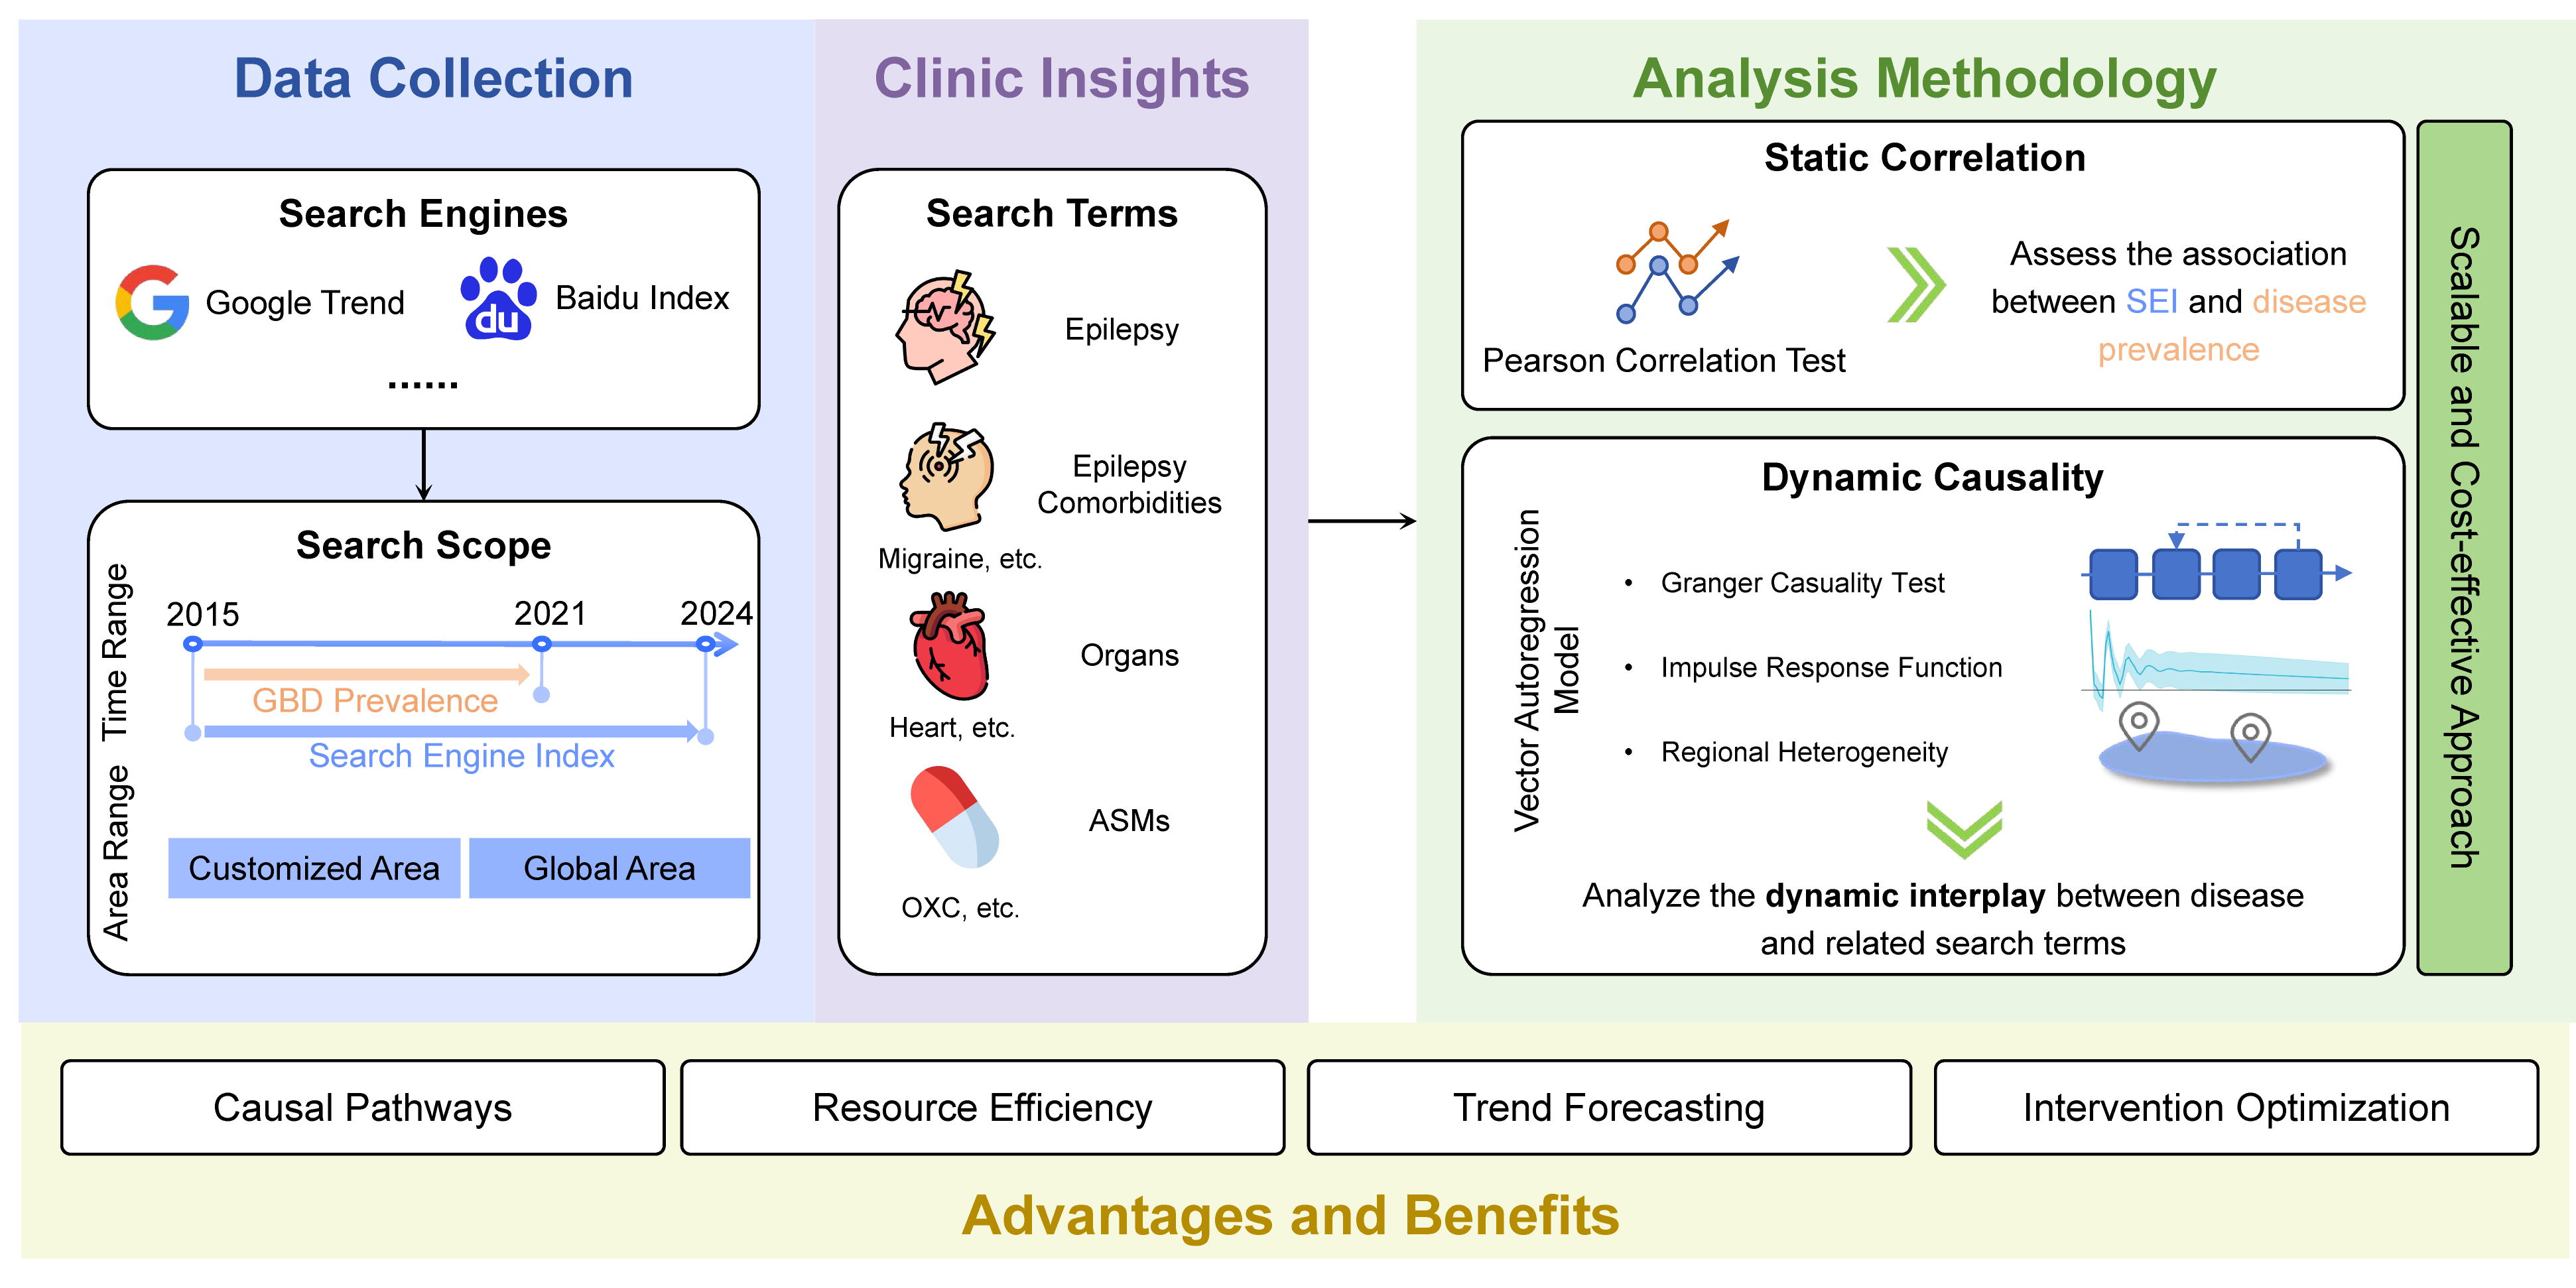 Data Collection
Search Engines
Google Trend
du
Baidu Index
......
Search Scope
Time Range
2015
2021
2024
GBD Prevalence
Search Engine Index
Area Range
Customized Area
Global Area
Clinic Insights
Search Terms
Epilepsy
Epilepsy
Comorbidities
Migraine, etc.
Organs
Heart, etc.
ASMs
OXC, etc.
Analysis Methodology
Static Correlation
Pearson Correlation Test
Assess the association
between SEI and disease
prevalence
Dynamic Causality
Vector Autoregression
Model
• Granger Casuality Test
• Impulse Response Function
• Regional Heterogeneity
Analyze the dynamic interplay between disease
and related search terms
Scalable and Cost-effective Approach
Causal Pathways
Resource Efficiency
Trend Forecasting
Intervention Optimization
Advantages and Benefits